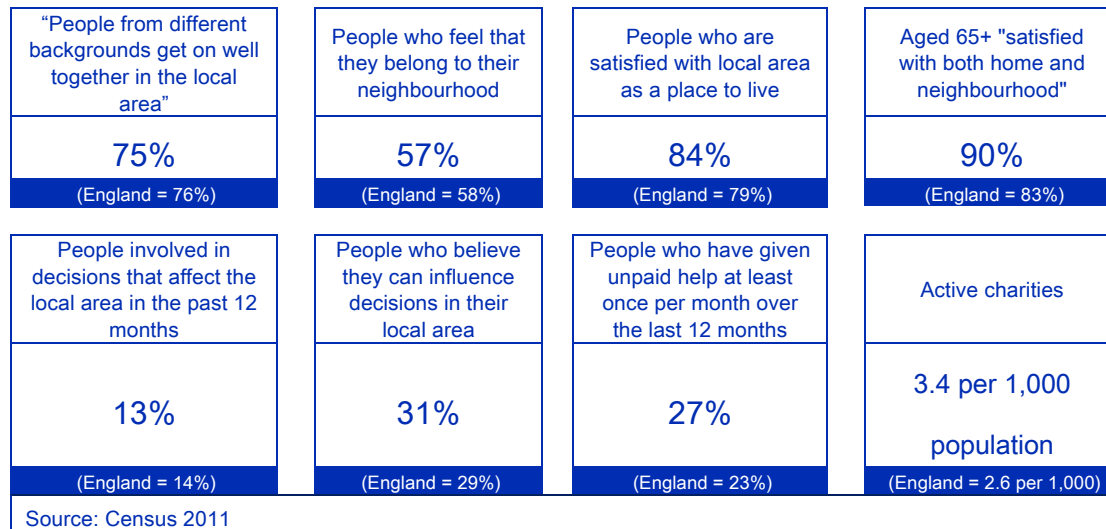 “People from different
backgrounds get on well
together in the local
area”
75%
(England = 76%)
People who feel that
they belong to their
neighbourhood
57%
(England = 58%)
People who are
satisfied with local area
as a place to live
84%
(England = 79%)
Aged 65+ "satisfied
with both home and
neighbourhood"
90%
(England = 83%)
People involved in
decisions that affect the
local area in the past 12
months
13%
(England = 14%)
People who believe
they can influence
decisions in their
local area
31%
(England = 29%)
People who have given
unpaid help at least
once per month over
the last 12 months
27%
(England = 23%)
Active charities
3.4 per 1,000
population
(England = 2.6 per 1,000)
Source: Census 2011